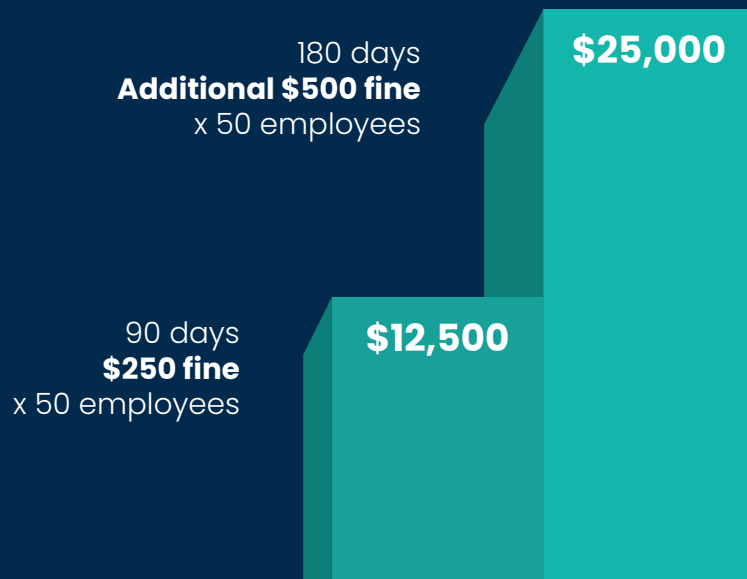 180 days
Additional $500 fine
x 50 employees
$25,000
90 days
$250 fine
x 50 employees
$12,500